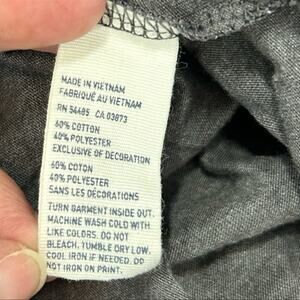 MADE IN VIETNAM
FABRIQUÉ AU VIETNAM
RN 54485 CA 03873
60% COTTON
40% POLYESTER
EXCLUSIVE OF DECORATION
60% COTON
40% POLYESTER
SANS LES DÉCORATIONS
TURN GARMENT INSIDE OUT.
MACHINE WASH COLD WITH
LIKE COLORS. DO NOT
BLEACH. TUMBLE DRY LOW.
COOL IRON IF NEEDED. DO
NOT IRON ON PRINT.